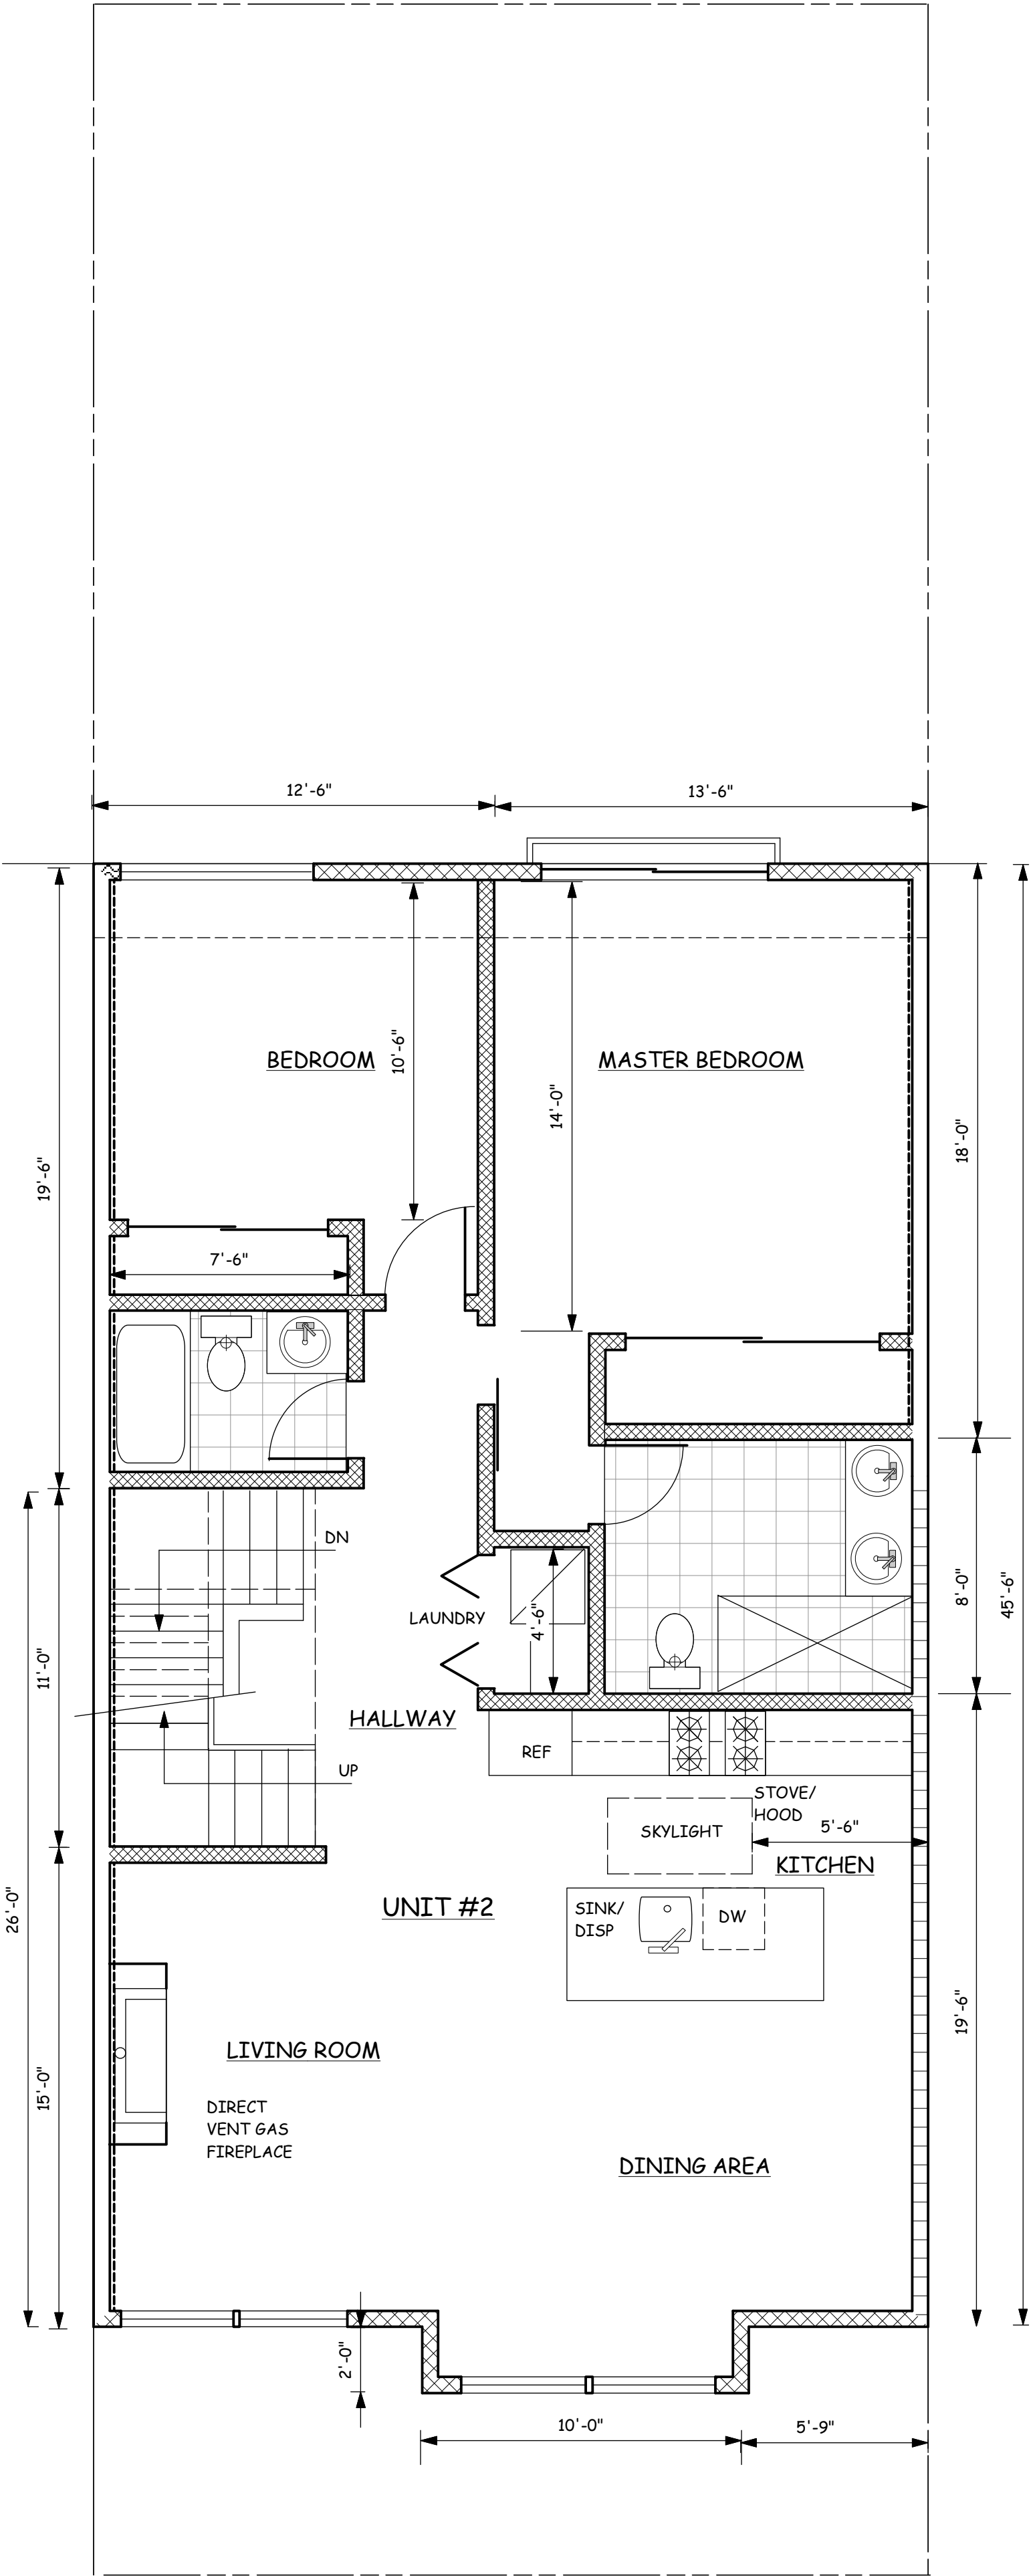 12'-6"
13'-6"
BEDROOM
10'-6"
MASTER BEDROOM
14'-0"
18'-0"
19'-6"
7'-6"
DN
LAUNDRY
4'-6"
8'-0"
45'-6"
11'-0"
HALLWAY
REF
UP
STOVE/
HOOD
SKYLIGHT
5'-6"
KITCHEN
UNIT #2
SINK/
DISP
DW
26'-0"
19'-6"
LIVING ROOM
15'-0"
DIRECT
VENT GAS
FIREPLACE
DINING AREA
2'-0"
10'-0"
5'-9"